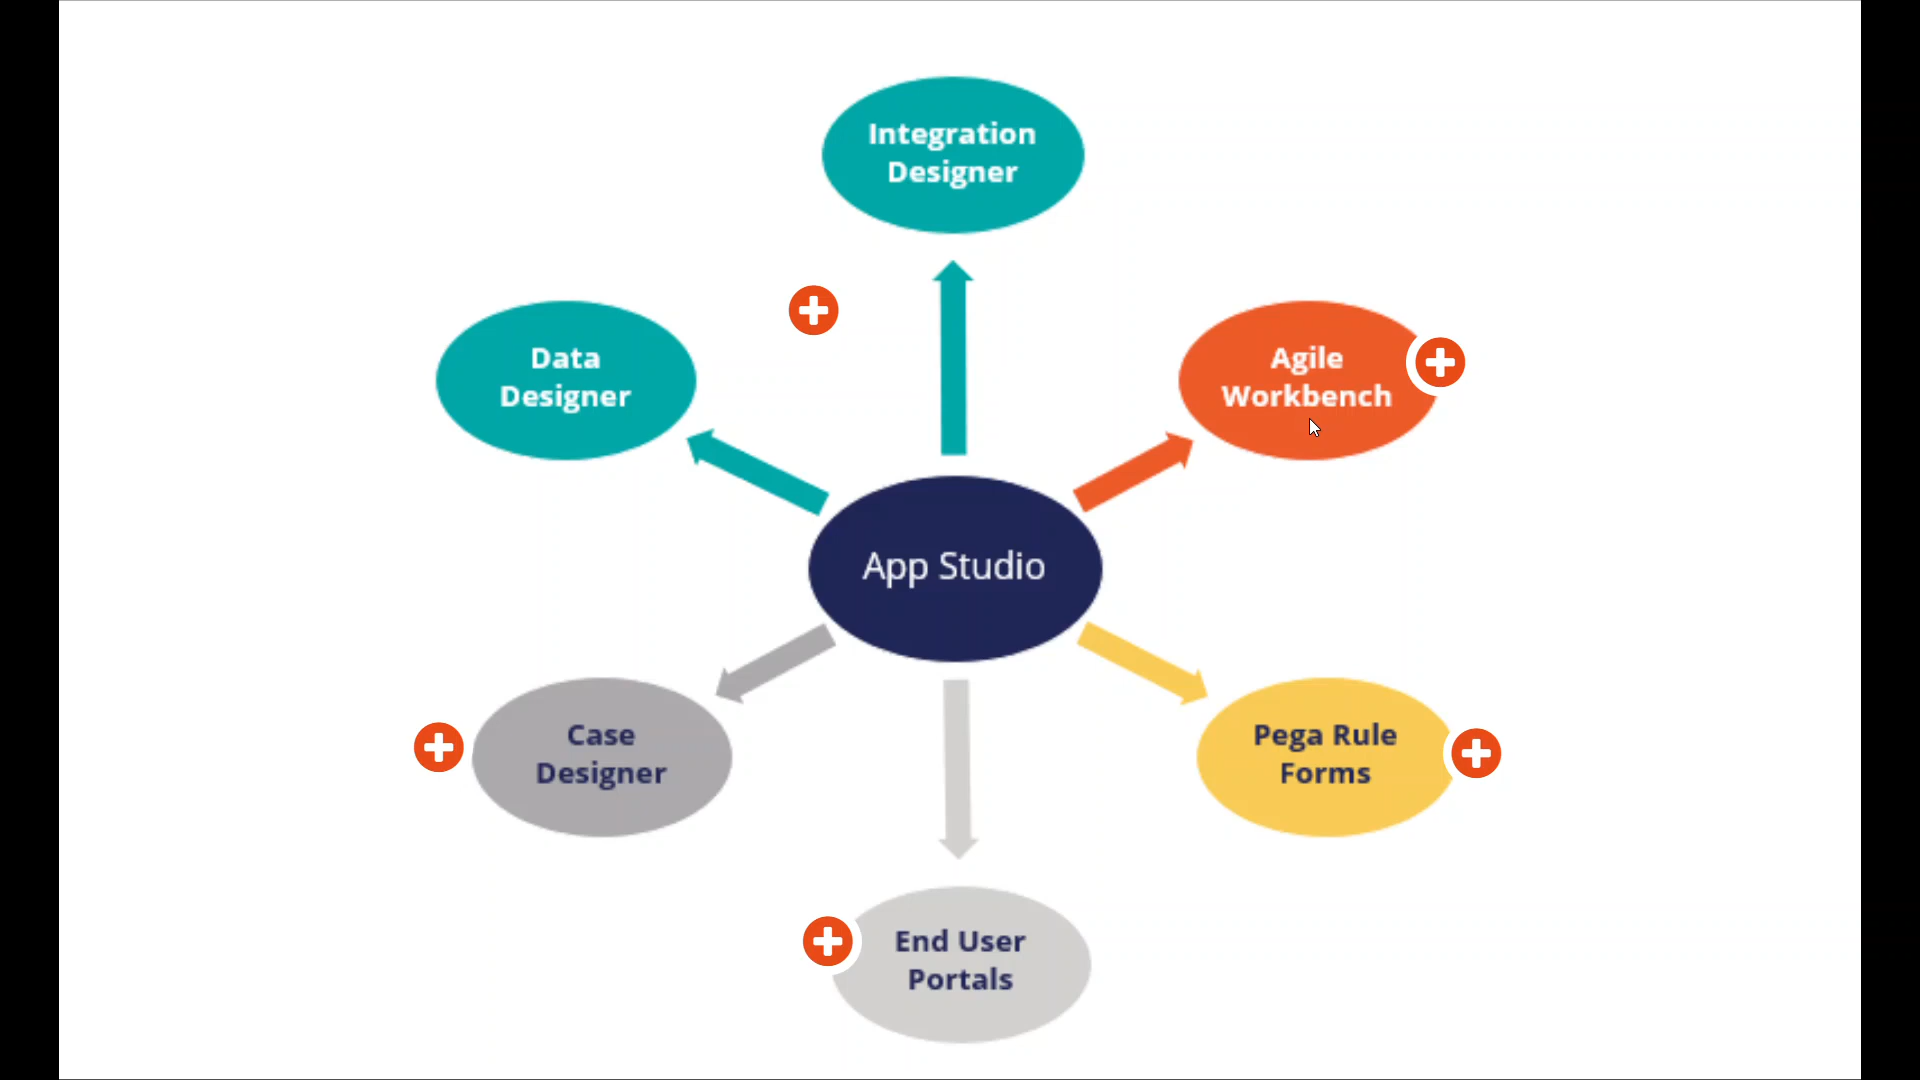 Integration
Designer
Data
Designer
Agile
Workbench
App Studio
Case
Designer
Pega Rule
Forms
End User
Portals